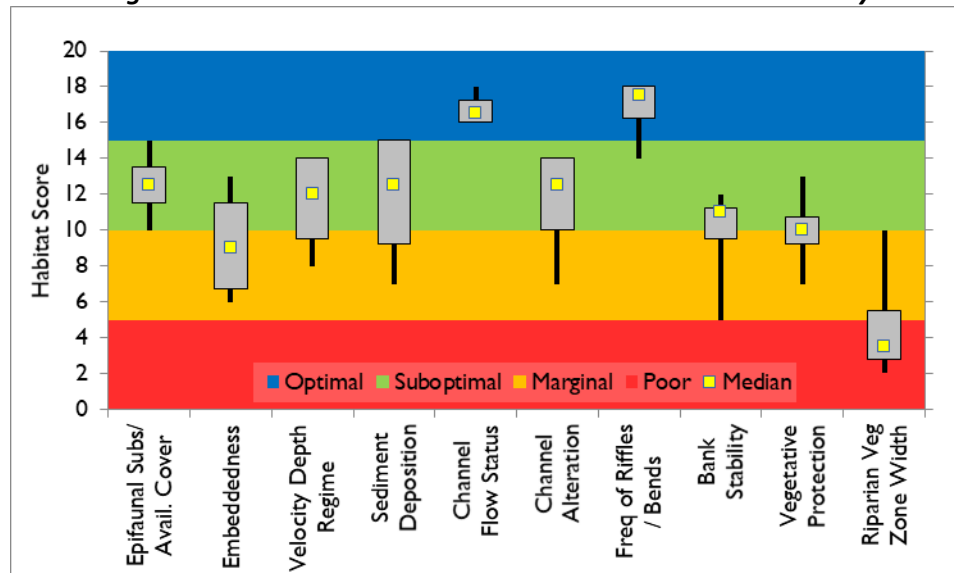 20
18
16
14
12
10
8
6
4
2
0
Habitat Score
Optimal Suboptimal Marginal Poor Median
Epifaunal Subs/
Avail. Cover
Embeddedness
Velocity Depth
Regime
Sediment
Deposition
Channel
Flow Status
Channel
Alteration
Freq of Riffles
/ Bends
Bank
Stability
Vegetative
Protection
Riparian Veg
Zone Width